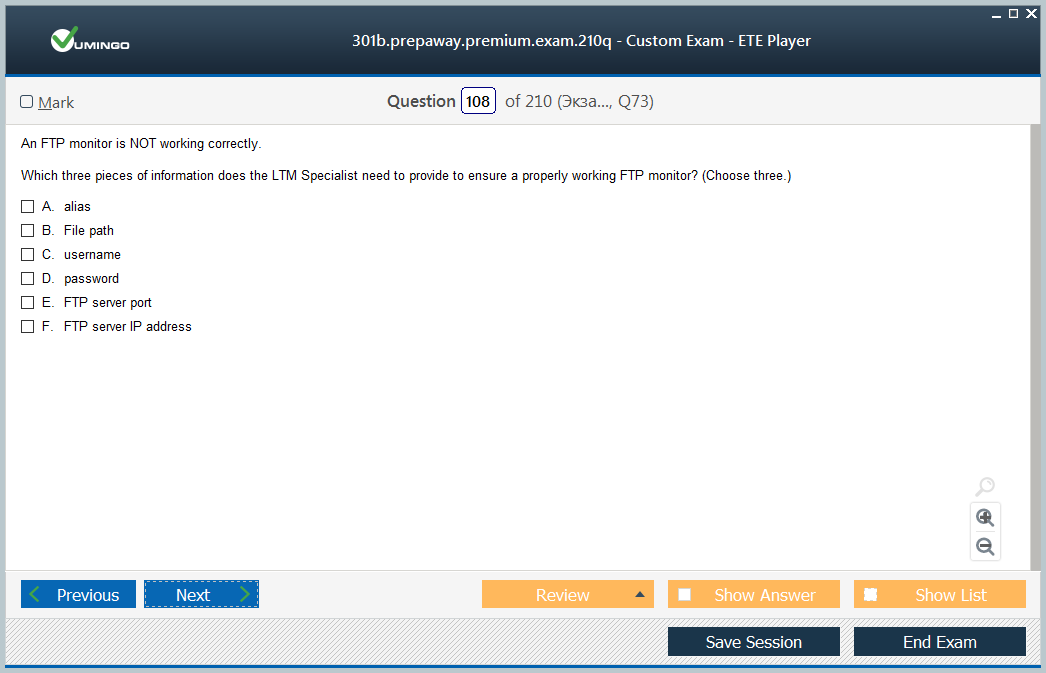 VUMINGO
301b.prepaway.premium.exam.210q - Custom Exam - ETE Player
Mark
Question 108 of 210 (Экза..., Q73)
An FTP monitor is NOT working correctly.
Which three pieces of information does the LTM Specialist need to provide to ensure a properly working FTP monitor? (Choose three.)
A. alias
B. File path
C. username
D. password
E. FTP server port
F. FTP server IP address
Previous Next Review Show Answer Show List
Save Session End Exam